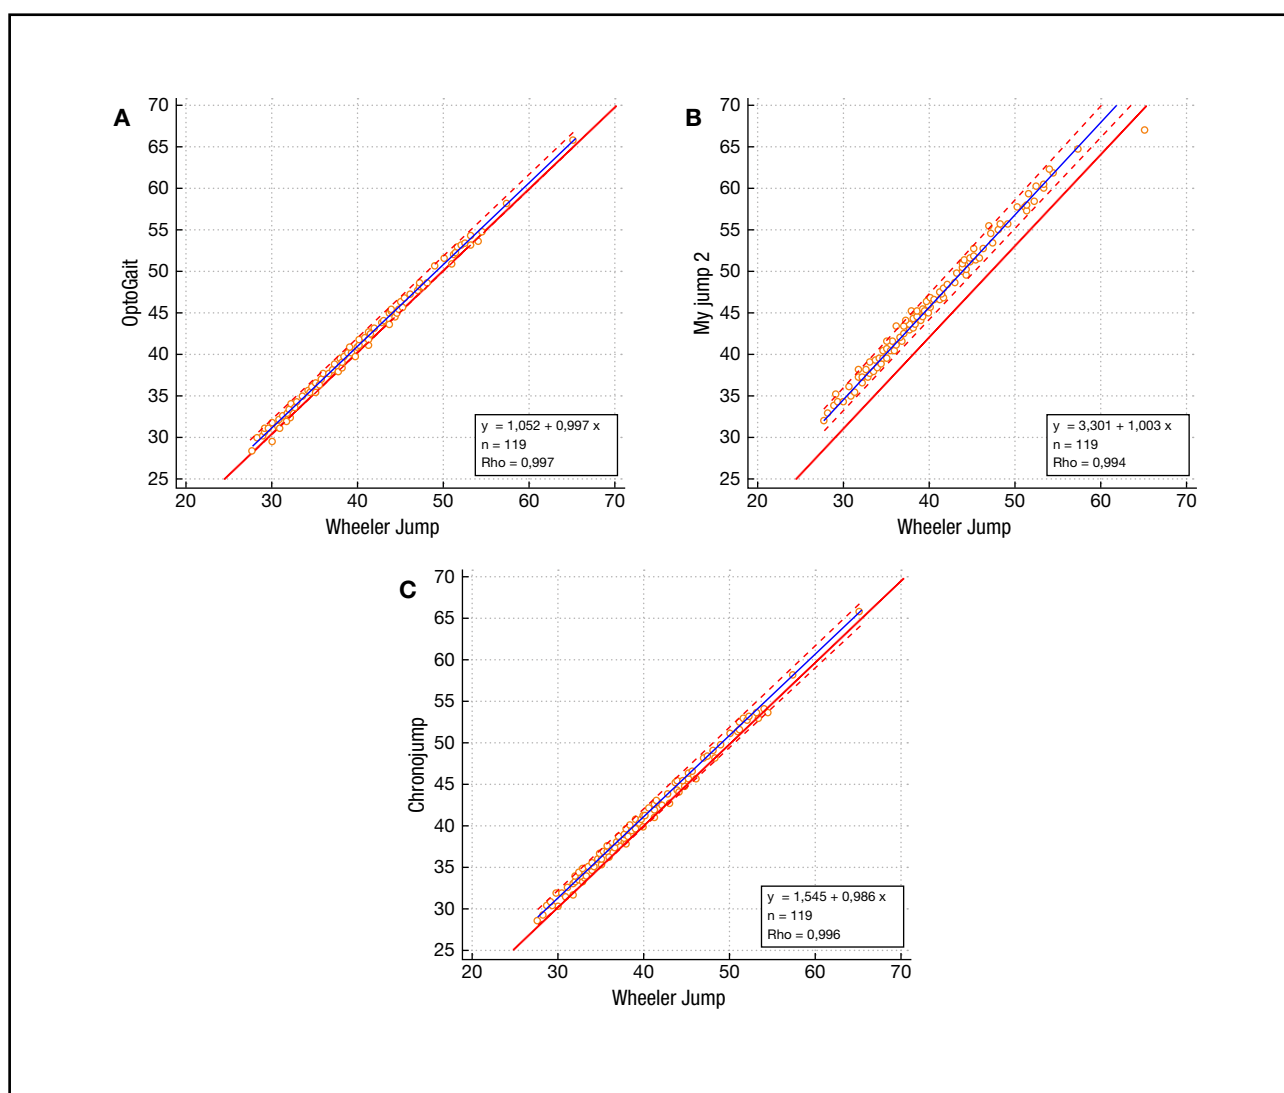 A
70
65
60
55
50
45
40
35
30
25
OptoGait
20 30 40 50 60 70
Wheeler Jump
y = 1,052 + 0,997 x
n = 119
Rho = 0,997
B
70
65
60
55
50
45
40
35
30
25
My jump 2
20 30 40 50 60 70
Wheeler Jump
y = 3,301 + 1,003 x
n = 119
Rho = 0,994
C
70
65
60
55
50
45
40
35
30
25
Chronojump
20 30 40 50 60 70
Wheeler Jump
y = 1,545 + 0,986 x
n = 119
Rho = 0,996